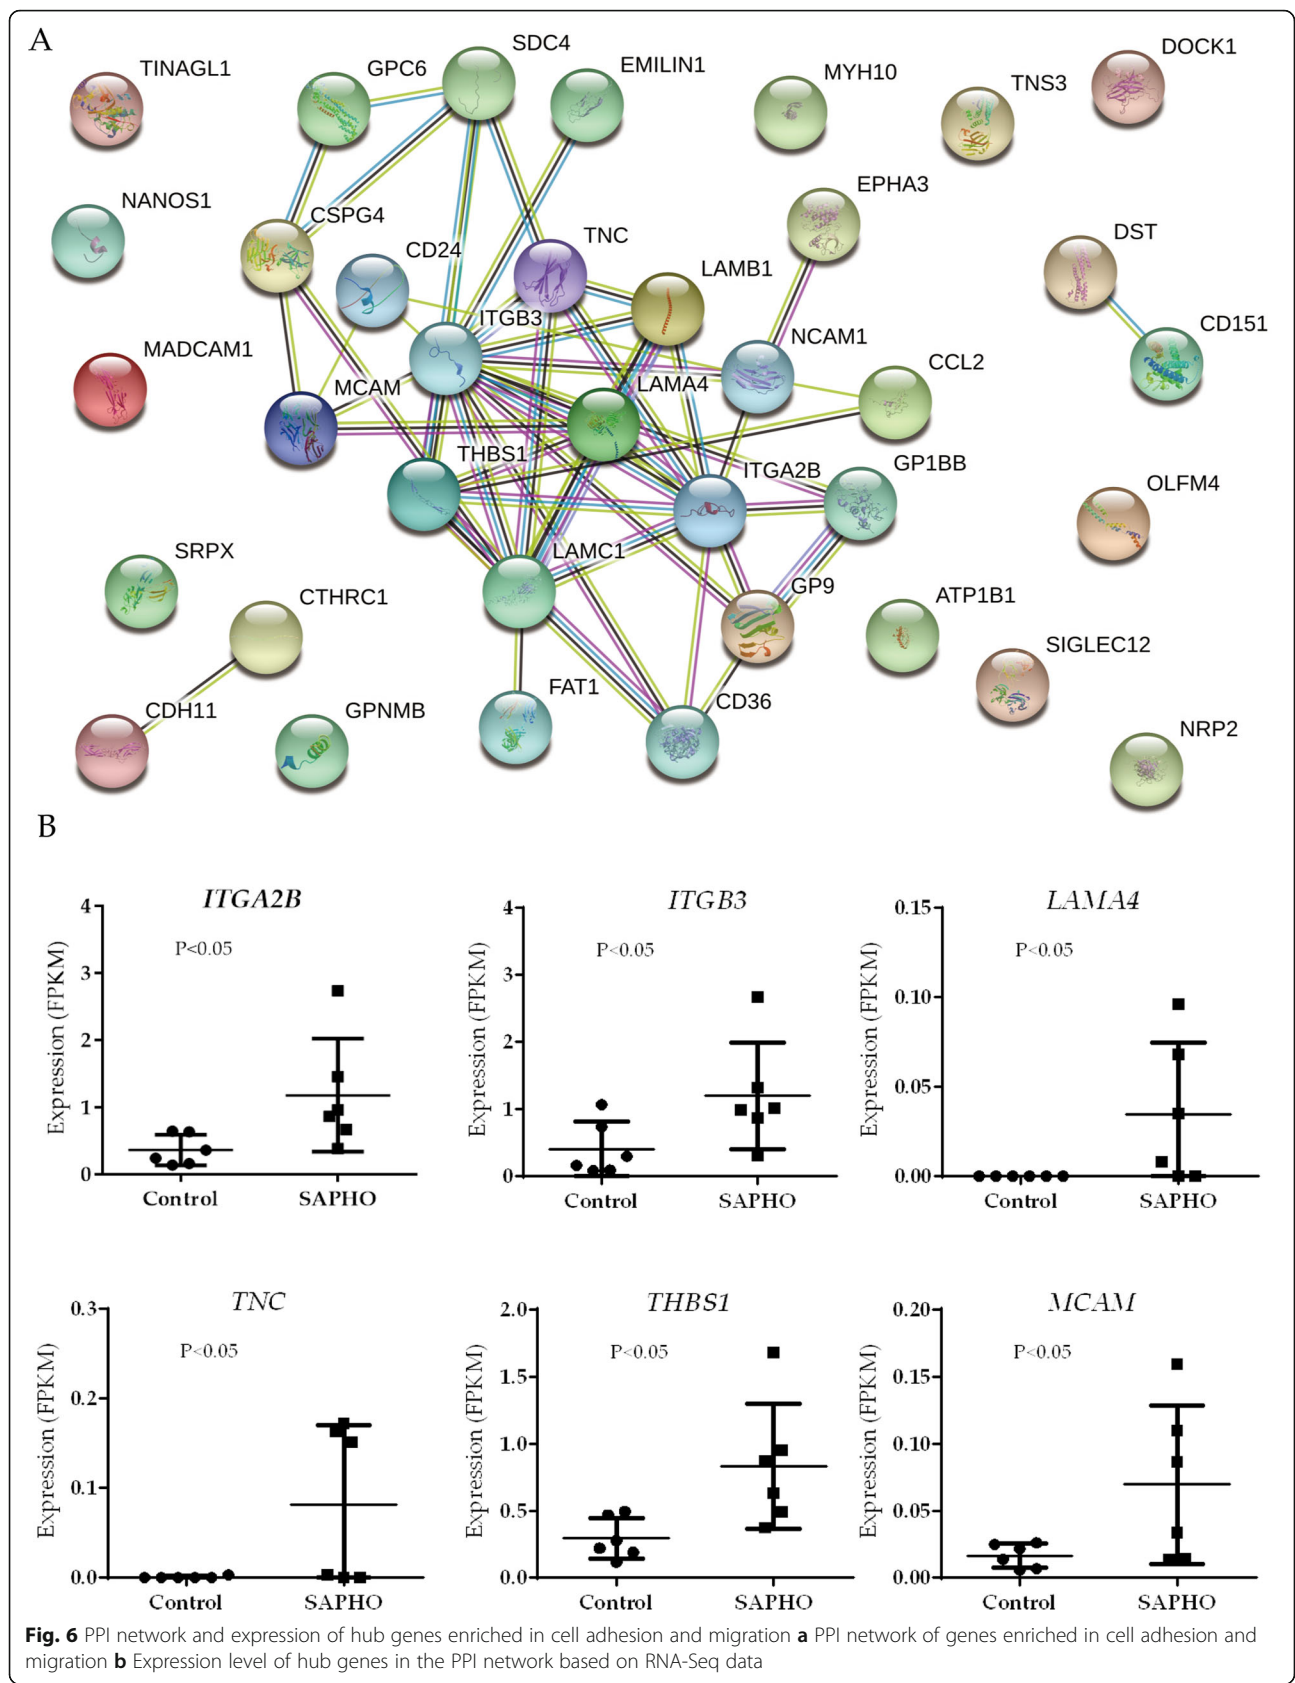 A
SDC4
DOCK1
TINAGL1
GPC6
EMILIN1
MYH10
TNS3
EPHA3
NANOS1
CSPG4
TNC
DST
CD24
LAMB1
ITGB3
CD151
NCAM1
MADCAM1
CCL2
MCAM
LAMA4
THBS1
ITGA2B
GP1BB
OLFM4
SRPX
LAMC1
GP9
CTHRC1
ATP1B1
SIGLEC12
FAT1
CD36
CDH11
GPNMB
NRP2
B
ITGA2B
P<0.05
Expression (FPKM)
4
3
2
1
0
Control SAPHO
ITGB3
P<0.05
Expression (FPKM)
4
3
2
1
0
Control SAPHO
LAMA4
P<0.05
Expression (FPKM)
0.15
0.10
0.05
0.00
Control SAPHO
TNC
P<0.05
Expression (FPKM)
0.3
0.2
0.1
0.0
Control SAPHO
THBS1
P<0.05
Expression (FPKM)
2.0
1.5
1.0
0.5
0.0
Control SAPHO
MCAM
P<0.05
Expression (FPKM)
0.20
0.15
0.10
0.05
0.00
Control SAPHO
Fig. 6 PPI network and expression of hub genes enriched in cell adhesion and migration a PPI network of genes enriched in cell adhesion and
migration b Expression level of hub genes in the PPI network based on RNA-Seq data